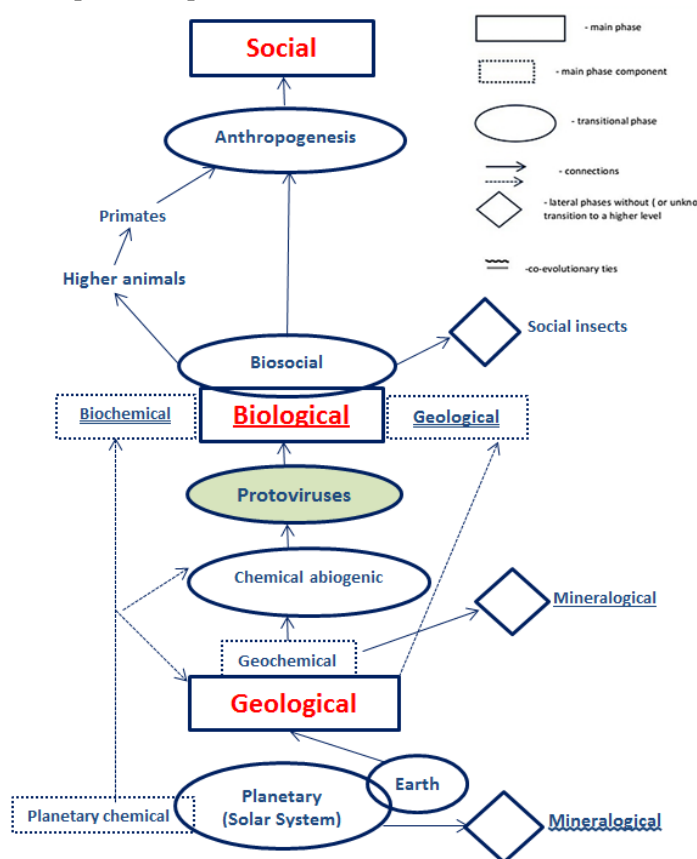 Social
- main phase
- main phase component
Anthropogenesis
- transitional phase
- connections
- lateral phases without ( or unkno
transition to a higher level
Primates
Higher animals
-co-evolutionary ties
Biosocial
Social insects
Biochemical
Biological
Geological
Protoviruses
Chemical abiogenic
Mineralogical
Geochemical
Geological
Earth
Planetary
(Solar System)
Planetary chemical
Mineralogical